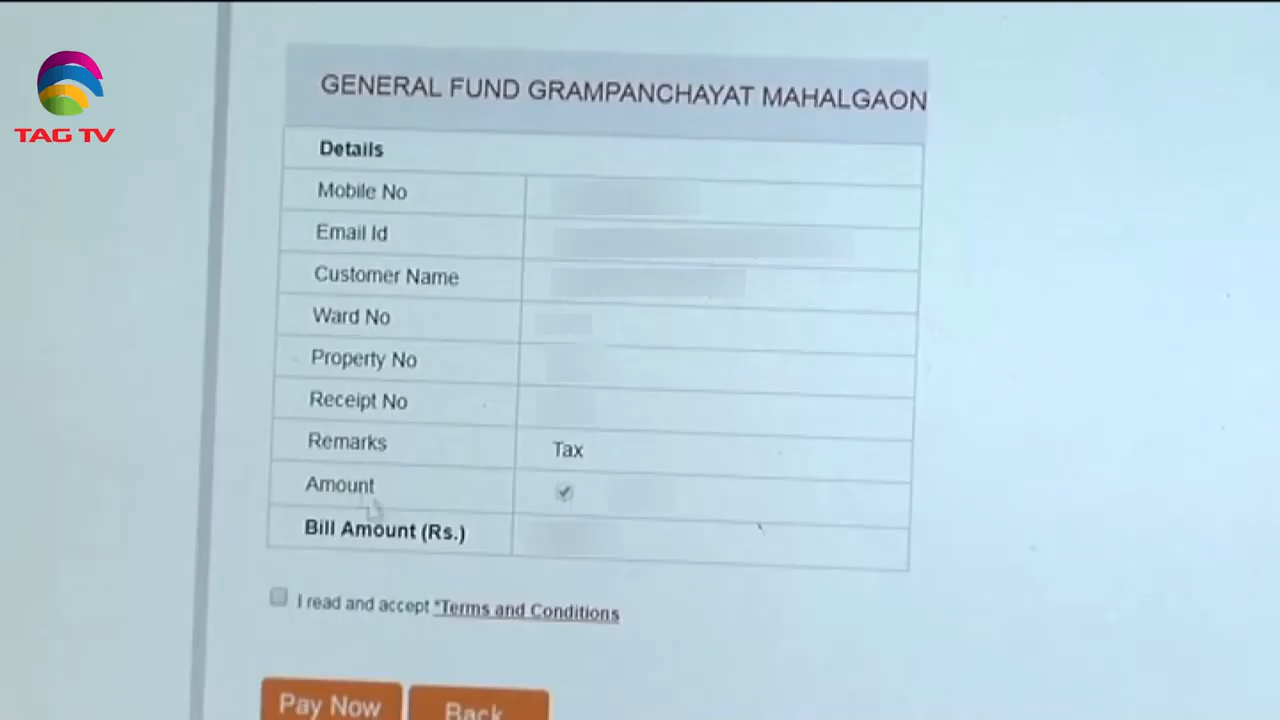 TAG TV
GENERAL FUND GRAMPANCHAYAT MAHALGAON
Details
Mobile No
Email Id
Customer Name
Ward No
Property No
Receipt No
Remarks Tax
Amount
Bill Amount (Rs.)
I read and accept *Terms and Conditions
Pay Now Back